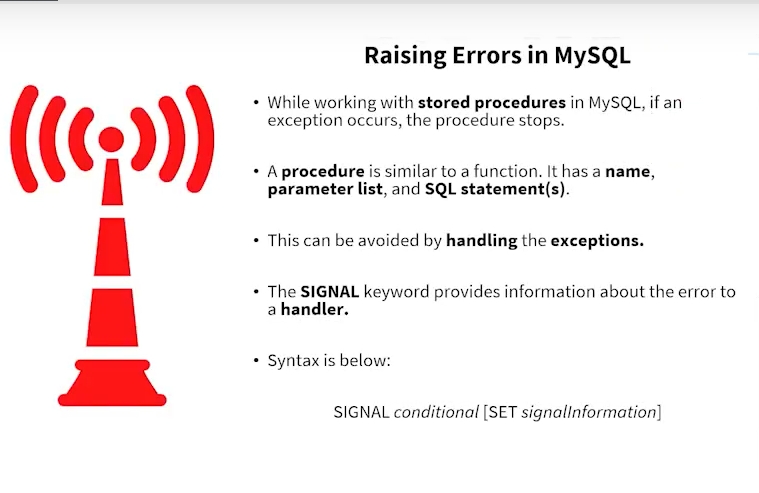 Raising Errors in MySQL
• While working with stored procedures in MySQL, if an
exception occurs, the procedure stops.
• A procedure is similar to a function. It has a name,
parameter list, and SQL statement(s).
• This can be avoided by handling the exceptions.
• The SIGNAL keyword provides information about the error to
a handler.
• Syntax is below:
SIGNAL conditional [SET signalInformation]